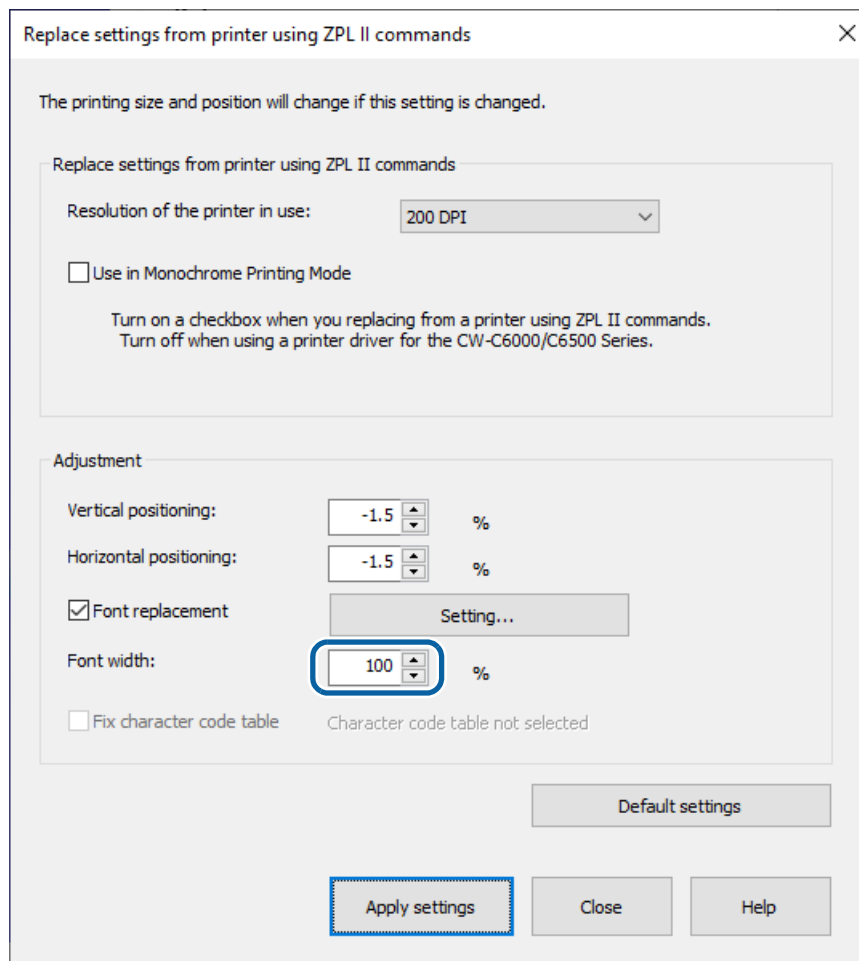 Replace settings from printer using ZPL II commands
The printing size and position will change if this setting is changed.
Replace settings from printer using ZPL II commands
Resolution of the printer in use: 200 DPI
Use in Monochrome Printing Mode
Turn on a checkbox when you replacing from a printer using ZPL II commands.
Turn off when using a printer driver for the CW-C6000/C6500 Series.
Adjustment
Vertical positioning: -1.5 %
Horizontal positioning: -1.5 %
Font replacement Setting...
Font width: 100 %
Fix character code table Character code table not selected
Default settings
Apply settings Close Help